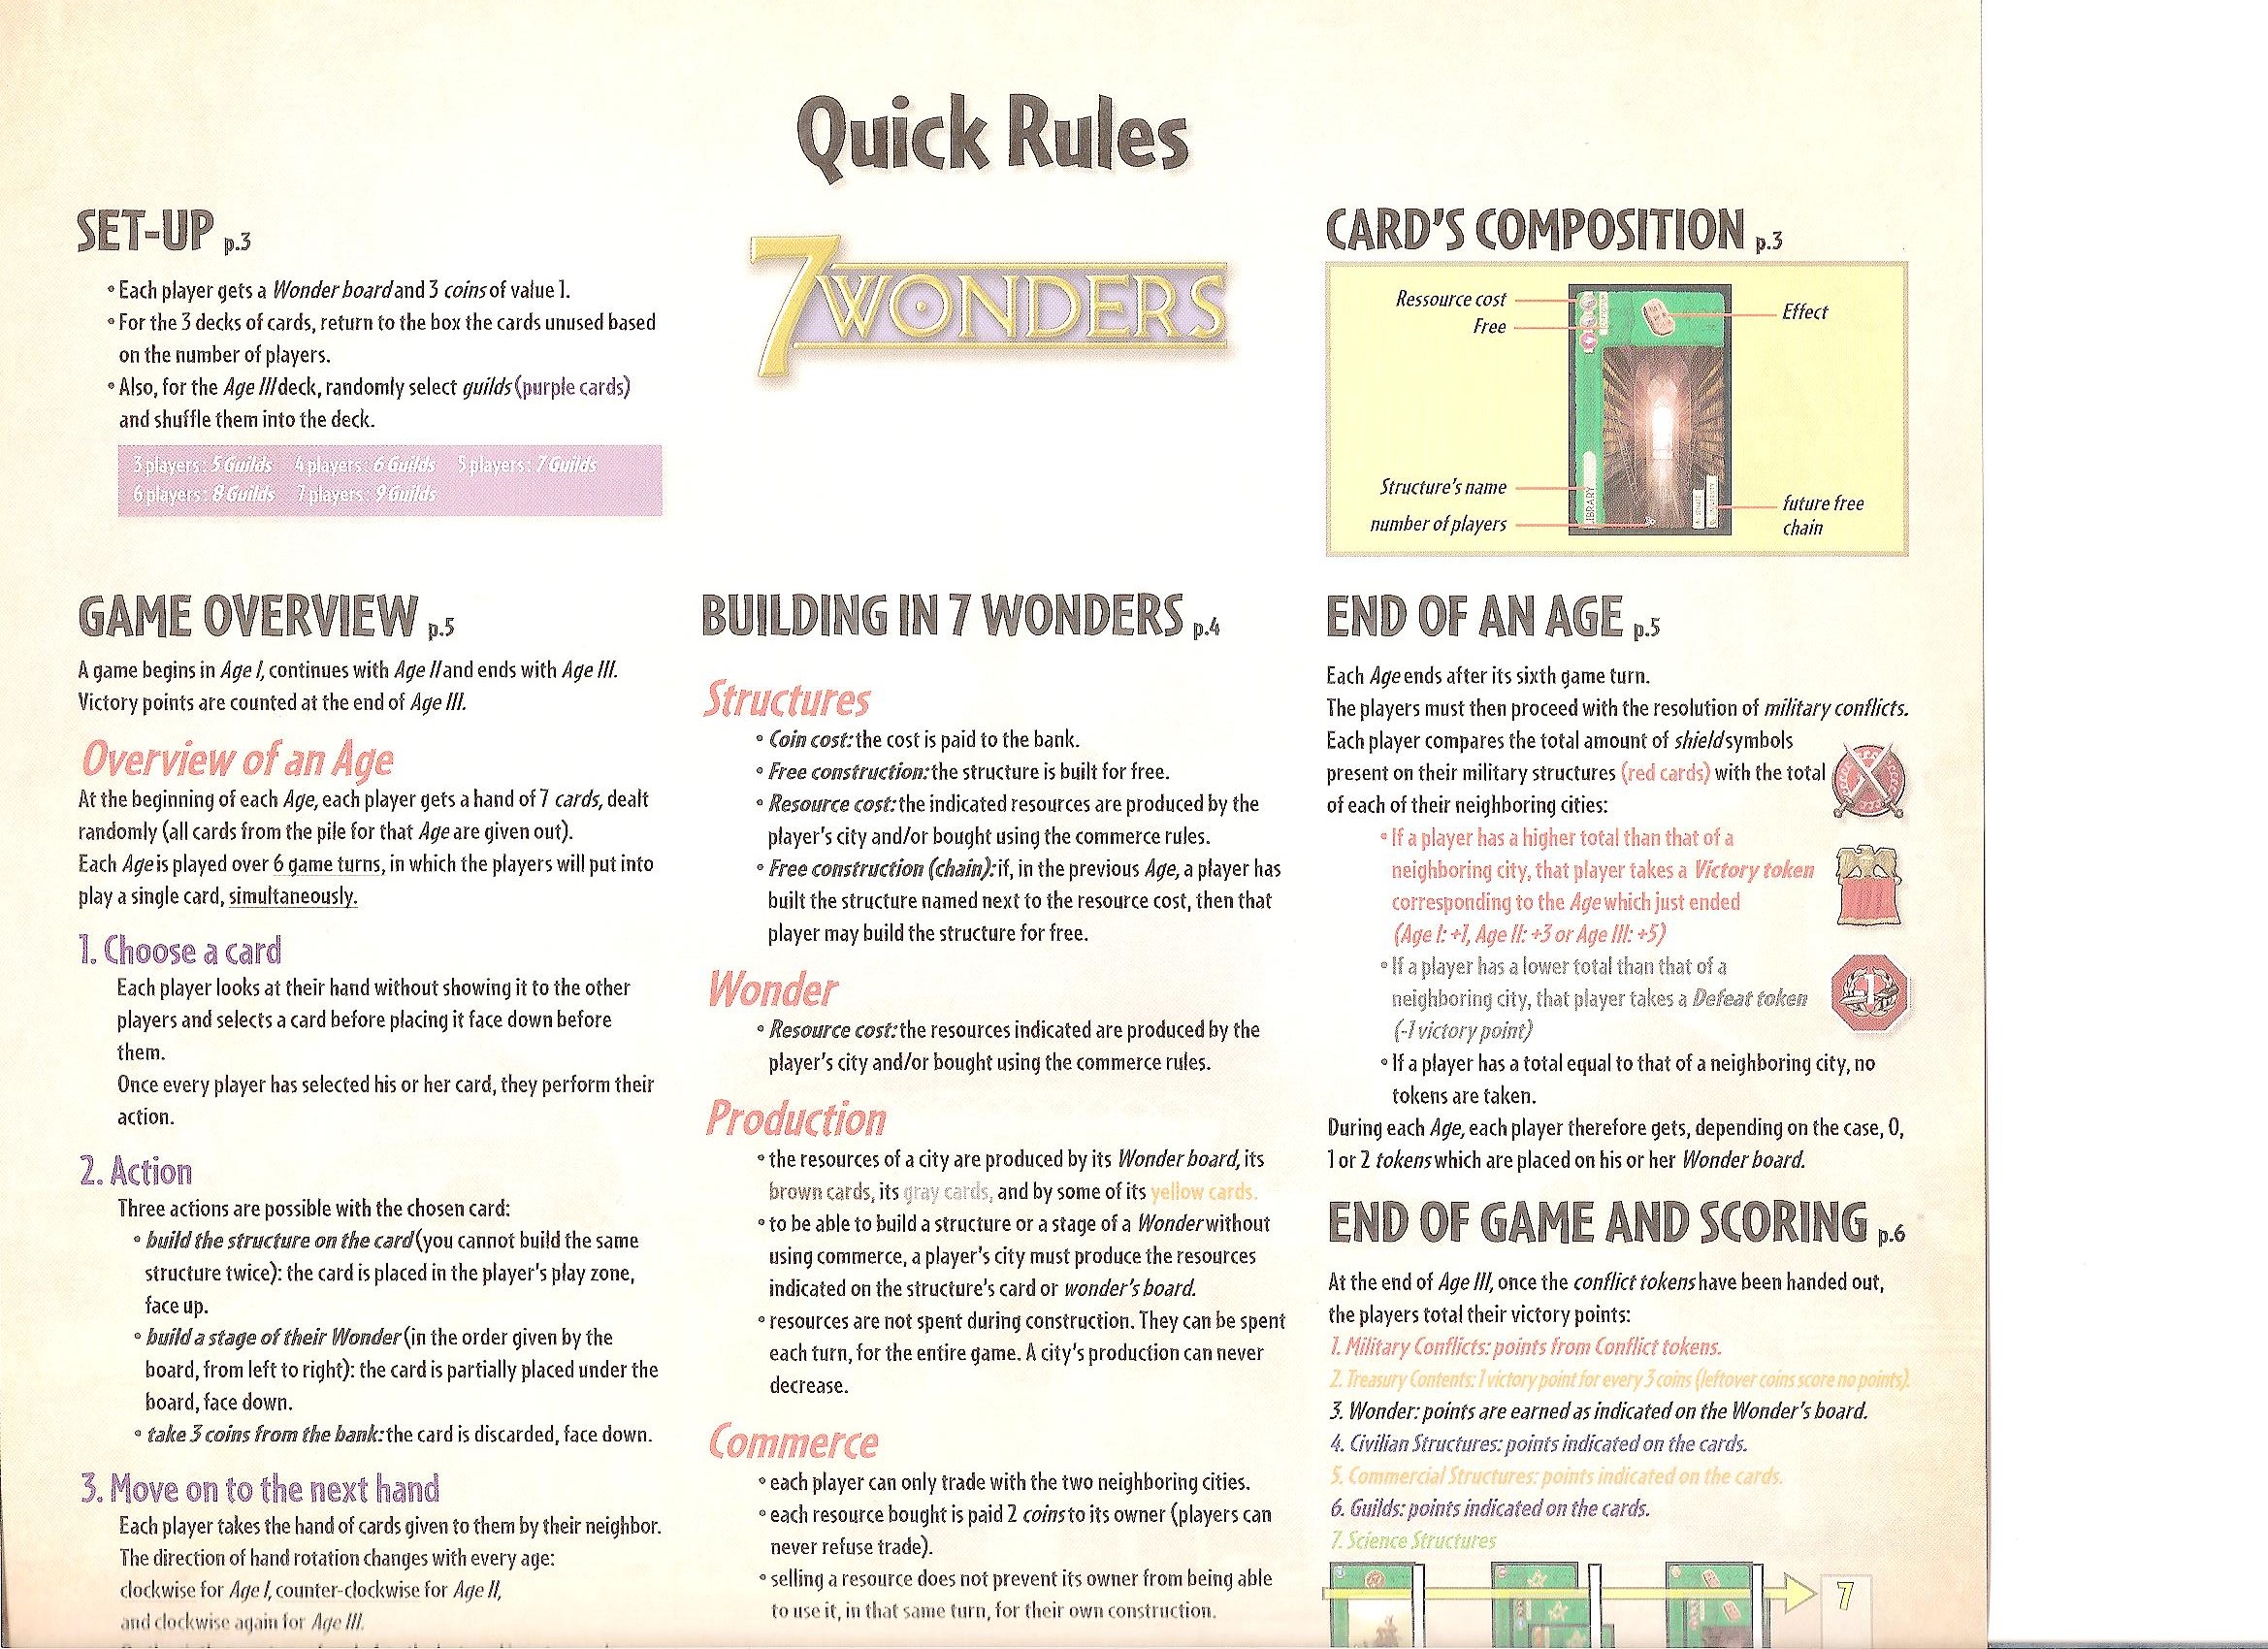 Quick Rules
SET-UP p.3
• Each player gets a Wonder board and 3 coins of value 1.
• For the 3 decks of cards, return to the box the cards unused based
on the number of players.
• Also, for the Age III deck, randomly select guilds (purple cards)
and shuffle them into the deck.
3 players: 5 Guilds 4 players: 6 Guilds 5 players: 7 Guilds
6 players: 8 Guilds 7 players: 9 Guilds
7 WONDERS
CARD'S COMPOSITION p.3
Ressource cost
Free
Effect
Structure's name
number of players
future free
chain
LIBRARY
GAME OVERVIEW p.5
A game begins in Age I, continues with Age II and ends with Age III.
Victory points are counted at the end of Age III.
Overview of an Age
At the beginning of each Age, each player gets a hand of 7 cards, dealt
randomly (all cards from the pile for that Age are given out).
Each Age is played over 6 game turns, in which the players will put into
play a single card, simultaneously.
1. Choose a card
Each player looks at their hand without showing it to the other
players and selects a card before placing it face down before
them.
Once every player has selected his or her card, they perform their
action.
2. Action
Three actions are possible with the chosen card:
• build the structure on the card (you cannot build the same
structure twice): the card is placed in the player's play zone,
face up.
• build a stage of their Wonder (in the order given by the
board, from left to right): the card is partially placed under the
board, face down.
• take 3 coins from the bank: the card is discarded, face down.
3. Move on to the next hand
Each player takes the hand of cards given to them by their neighbor.
The direction of hand rotation changes with every age:
clockwise for Age I, counter-clockwise for Age II,
and clockwise again for Age III.
BUILDING IN 7 WONDERS p.4
Structures
• Coin cost: the cost is paid to the bank.
• Free construction: the structure is built for free.
• Resource cost: the indicated resources are produced by the
player's city and/or bought using the commerce rules.
• Free construction (chain): if, in the previous Age, a player has
built the structure named next to the resource cost, then that
player may build the structure for free.
Wonder
• Resource cost: the resources indicated are produced by the
player's city and/or bought using the commerce rules.
Production
• the resources of a city are produced by its Wonder board, its
brown cards, its gray cards, and by some of its yellow cards.
• to be able to build a structure or a stage of a Wonder without
using commerce, a player's city must produce the resources
indicated on the structure's card or wonder's board.
• resources are not spent during construction. They can be spent
each turn, for the entire game. A city's production can never
decrease.
Commerce
• each player can only trade with the two neighboring cities.
• each resource bought is paid 2 coins to its owner (players can
never refuse trade).
• selling a resource does not prevent its owner from being able
to use it, in that same turn, for their own construction.
END OF AN AGE p.5
Each Age ends after its sixth game turn.
The players must then proceed with the resolution of military conflicts.
Each player compares the total amount of shield symbols
present on their military structures (red cards) with the total
of each of their neighboring cities:
• If a player has a higher total than that of a
neighboring city, that player takes a Victory token
corresponding to the Age which just ended
(Age I: +1, Age II: +3 or Age III: +5)
• If a player has a lower total than that of a
neighboring city, that player takes a Defeat token
(-1 victory point)
• If a player has a total equal to that of a neighboring city, no
tokens are taken.
During each Age, each player therefore gets, depending on the case, 0,
1 or 2 tokens which are placed on his or her Wonder board.
END OF GAME AND SCORING p.6
At the end of Age III, once the conflict tokens have been handed out,
the players total their victory points:
1. Military Conflicts: points from Conflict tokens.
2. Treasury Contents: 1 victory point for every 3 coins (leftover coins score no points).
3. Wonder: points are earned as indicated on the Wonder's board.
4. Civilian Structures: points indicated on the cards.
5. Commercial Structures: points indicated on the cards.
6. Guilds: points indicated on the cards.
7. Science Structures
7